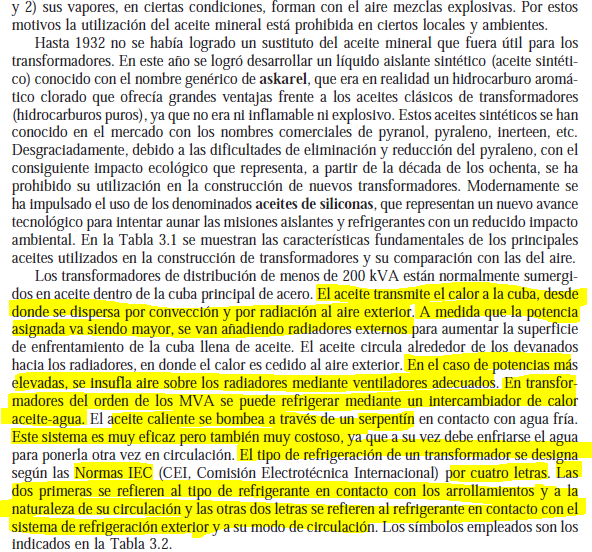 y 2) sus vapores, en ciertas condiciones, forman con el aire mezclas explosivas. Por estos
motivos la utilización del aceite mineral está prohibida en ciertos locales y ambientes.
Hasta 1932 no se había logrado un sustituto del aceite mineral que fuera útil para los
transformadores. En este año se logró desarrollar un líquido aislante sintético (aceite sintéti-
co) conocido con el nombre genérico de askarel, que era en realidad un hidrocarburo aromá-
tico clorado que ofrecía grandes ventajas frente a los aceites clásicos de transformadores
(hidrocarburos puros), ya que no era ni inflamable ni explosivo. Estos aceites sintéticos se han
conocido en el mercado con los nombres comerciales de pyranol, pyraleno, inerteen, etc.
Desgraciadamente, debido a las dificultades de eliminación y reducción del pyraleno, con el
consiguiente impacto ecológico que representa, a partir de la década de los ochenta, se ha
prohibido su utilización en la construcción de nuevos transformadores. Modernamente se
ha impulsado el uso de los denominados aceites de siliconas, que representan un nuevo avance
tecnológico para intentar aunar las misiones aislantes y refrigerantes con un reducido impacto
ambiental. En la Tabla 3.1 se muestran las características fundamentales de los principales
aceites utilizados en la construcción de transformadores y su comparación con las del aire.
Los transformadores de distribución de menos de 200 kVA están normalmente sumergi-
dos en aceite dentro de la cuba principal de acero. El aceite transmite el calor a la cuba, desde
donde se dispersa por convección y por radiación al aire exterior. A medida que la potencia
asignada va siendo mayor, se van añadiendo radiadores externos para aumentar la superficie
de enfrentamiento de la cuba llena de aceite. El aceite circula alrededor de los devanados
hacia los radiadores, en donde el calor es cedido al aire exterior. En el caso de potencias más
elevadas, se insufla aire sobre los radiadores mediante ventiladores adecuados. En transfor-
madores del orden de los MVA se puede refrigerar mediante un intercambiador de calor
aceite-agua. El aceite caliente se bombea a través de un serpentín en contacto con agua fría.
Este sistema es muy eficaz pero también muy costoso, ya que a su vez debe enfriarse el agua
para ponerla otra vez en circulación. El tipo de refrigeración de un transformador se designa
según las Normas IEC (CEI, Comisión Electrotécnica Internacional) por cuatro letras. Las
dos primeras se refieren al tipo de refrigerante en contacto con los arrollamientos y a la
naturaleza de su circulación y las otras dos letras se refieren al refrigerante en contacto con el
sistema de refrigeración exterior y a su modo de circulación. Los símbolos empleados son los
indicados en la Tabla 3.2.